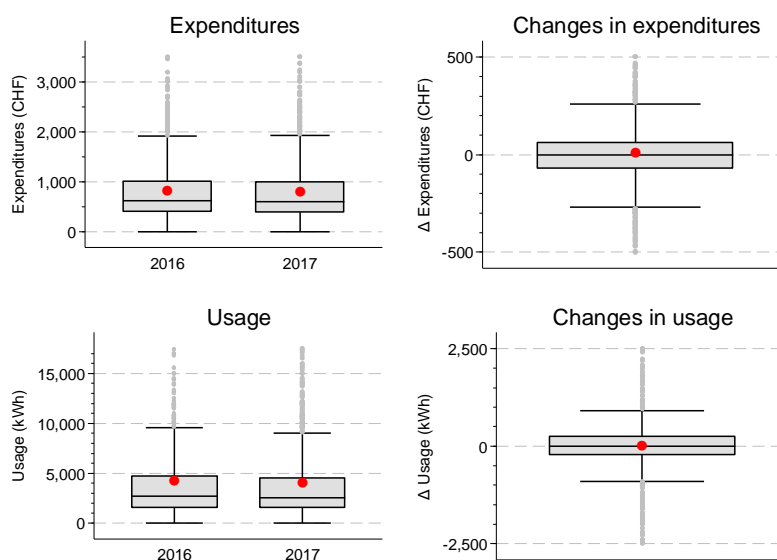 Expenditures
Expenditures (CHF)
3,000
2,000
1,000
0
2016 2017
Changes in expenditures
Δ Expenditures (CHF)
500
0
-500
Usage
Usage (kWh)
15,000
10,000
5,000
0
2016 2017
Changes in usage
Δ Usage (kWh)
2,500
0
-2,500